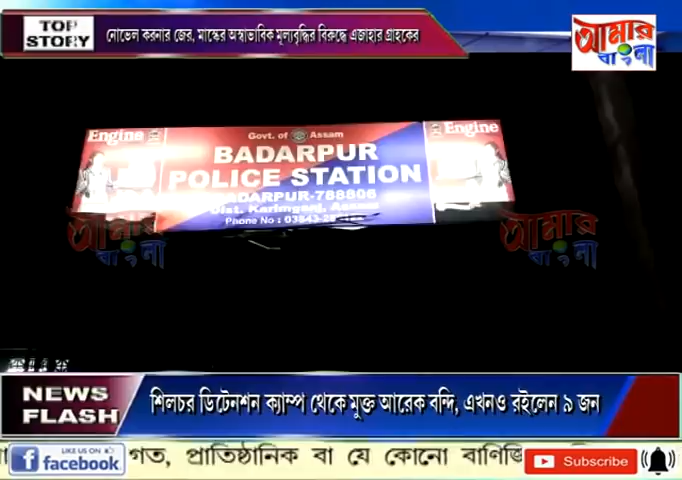 TOP
STORY
নোভেল করনার জের, মাস্কের অস্বাভাবিক মূল্যবৃদ্ধির বিরুদ্ধে এজাহার গ্রাহকের
আমার
বাংলা
Engine
Govt. of Assam
Engine
BADARPUR
POLICE STATION
BADARPUR-788806
Dist. Karimganj, Assam
Phone No : 03843-
আমার
বাংলা
আমার
বাংলা
NEWS
FLASH
শিলচর ডিটেনশন ক্যাম্প থেকে মুক্ত আরেক বন্দি, এখনও রইলেন ৯ জন
LIKE US ON
facebook
গত, প্রাতিষ্ঠানিক বা যে কোনো
Subscribe